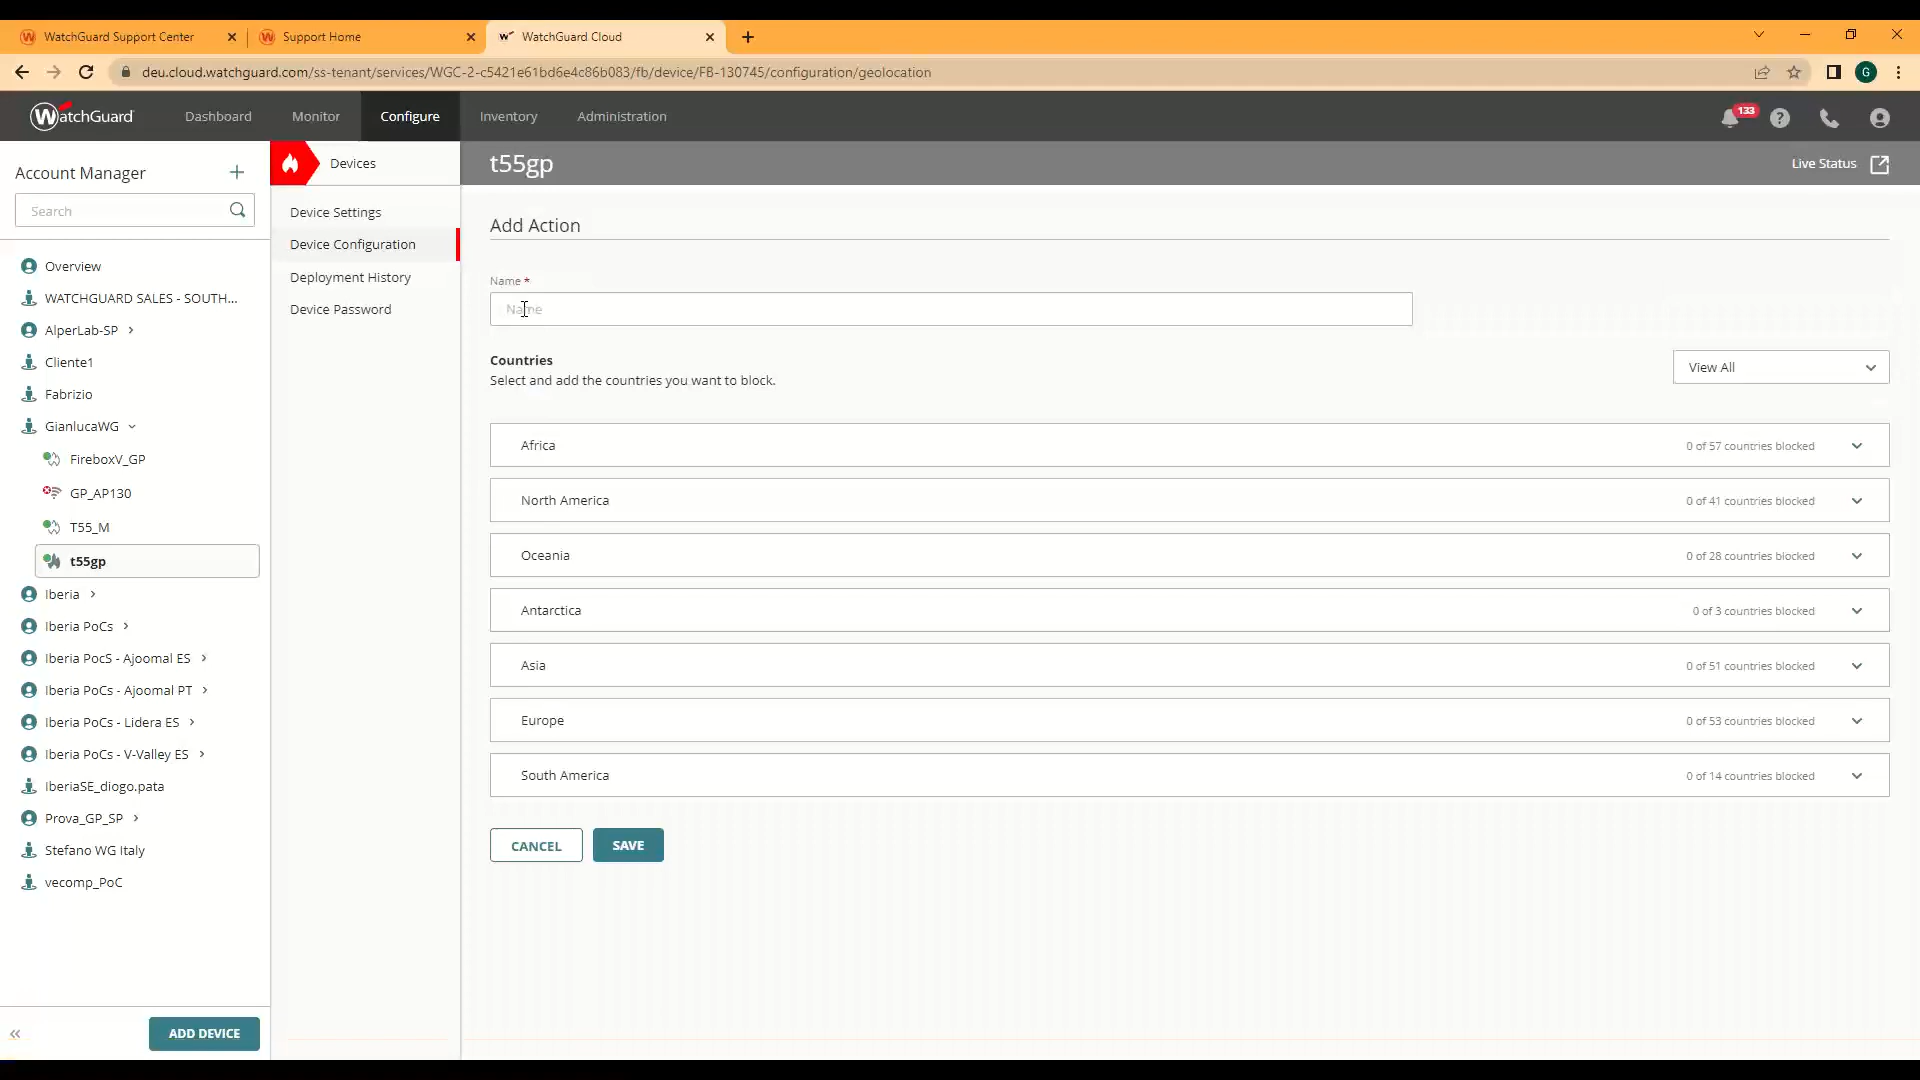 WatchGuard Support Center
Support Home
WatchGuard Cloud
deu.cloud.watchguard.com/ss-tenant/services/WGC-2-c5421e61bd6e4c86b083/fb/device/FB-130745/configuration/geolocation
G
WatchGuard
Dashboard
Monitor
Configure
Inventory
Administration
133
Account Manager
Search
Overview
WATCHGUARD SALES - SOUTH...
AlperLab-SP
Cliente1
Fabrizio
GianlucaWG
FireboxV_GP
GP_AP130
T55_M
t55gp
Iberia
Iberia PoCs
Iberia PocS - Ajoomal ES
Iberia PoCs - Ajoomal PT
Iberia PoCs - Lidera ES
Iberia PoCs - V-Valley ES
IberiaSE_diogo.pata
Prova_GP_SP
Stefano WG Italy
vecomp_PoC
ADD DEVICE
Devices
Device Settings
Device Configuration
Deployment History
Device Password
t55gp
Live Status
Add Action
Name *
Name
Countries
Select and add the countries you want to block.
View All
Africa
0 of 57 countries blocked
North America
0 of 41 countries blocked
Oceania
0 of 28 countries blocked
Antarctica
0 of 3 countries blocked
Asia
0 of 51 countries blocked
Europe
0 of 53 countries blocked
South America
0 of 14 countries blocked
CANCEL
SAVE